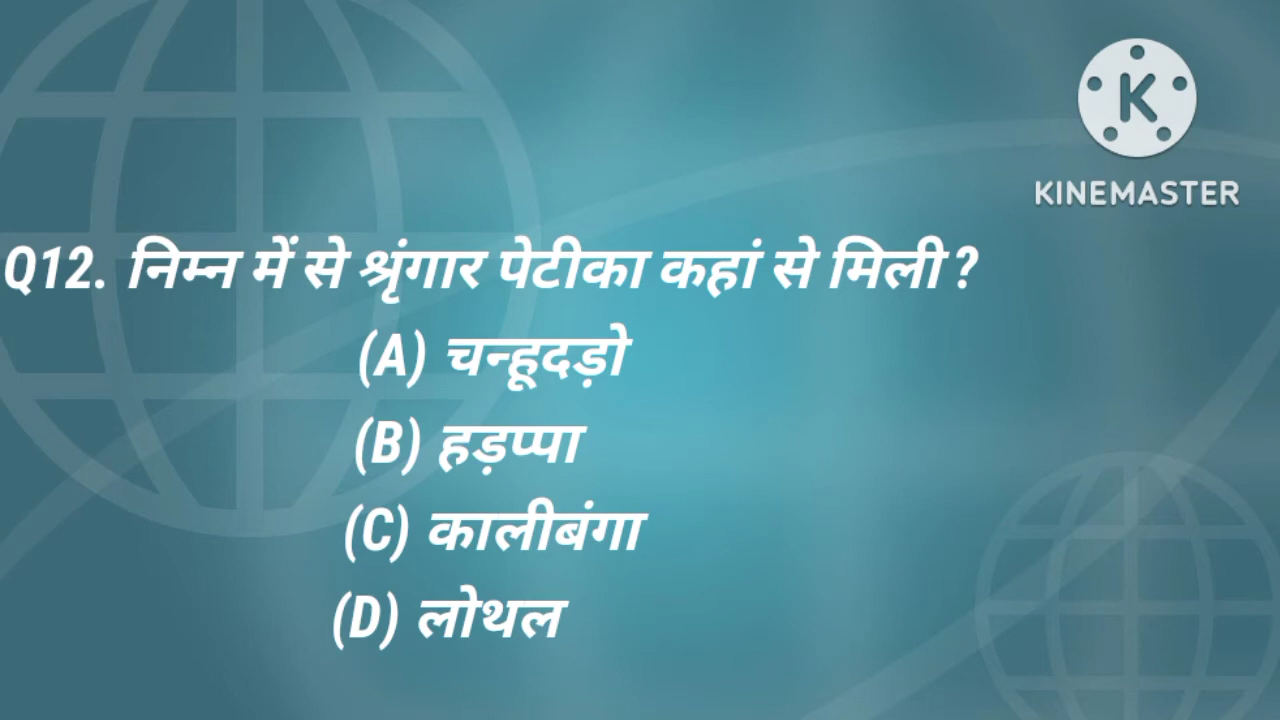 KINEMASTER
Q12. निम्न में से श्रृंगार पेटीका कहां से मिली?
(A) चन्हूदड़ो
(B) हड़प्पा
(C) कालीबंगा
(D) लोथल